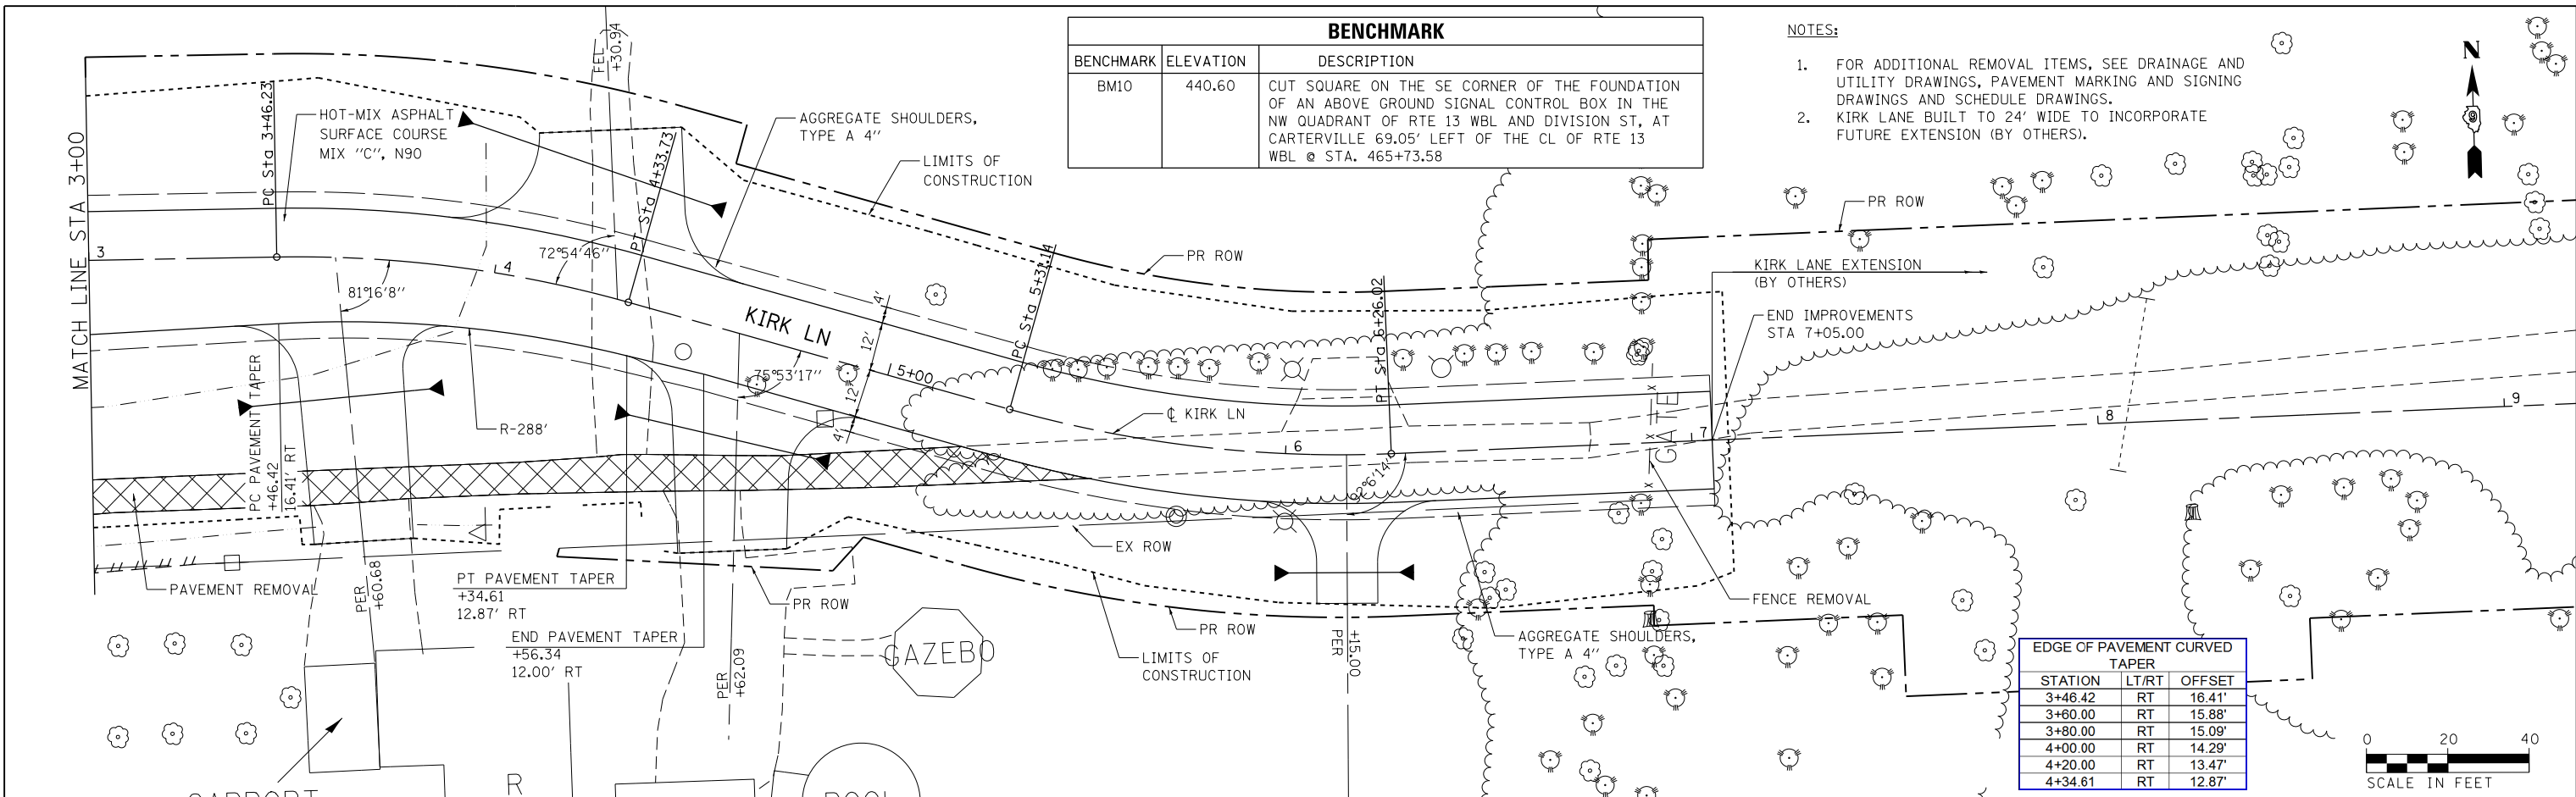 BENCHMARK
BENCHMARK ELEVATION DESCRIPTION
BM10 440.60 CUT SQUARE ON THE SE CORNER OF THE FOUNDATION
OF AN ABOVE GROUND SIGNAL CONTROL BOX IN THE
NW QUADRANT OF RTE 13 WBL AND DIVISION ST, AT
CARTERVILLE 69.05' LEFT OF THE CL OF RTE 13
WBL @ STA. 465+73.58
NOTES:
1. FOR ADDITIONAL REMOVAL ITEMS, SEE DRAINAGE AND
UTILITY DRAWINGS, PAVEMENT MARKING AND SIGNING
DRAWINGS AND SCHEDULE DRAWINGS.
2. KIRK LANE BUILT TO 24' WIDE TO INCORPORATE
FUTURE EXTENSION (BY OTHERS).
N
MATCH LINE STA 3+00
PC Sta 3+46.23
HOT-MIX ASPHALT
SURFACE COURSE
MIX "C", N90
FEL
+30.94
PT Sta 4+33.73
AGGREGATE SHOULDERS,
TYPE A 4"
LIMITS OF
CONSTRUCTION
PR ROW
PR ROW
KIRK LANE EXTENSION
(BY OTHERS)
END IMPROVEMENTS
STA 7+05.00
3
4
72°54'46"
81°16'8"
KIRK LN
4'
12'
12'
4'
75°53'17"
5+00
PC Sta 5+31.14
PT Sta 6+26.02
℄ KIRK LN
6
92°6'14"
X X X X
GATE
7
8
9
PC PAVEMENT TAPER
+46.42
16.41' RT
R-288'
EX ROW
PAVEMENT REMOVAL
PER
+60.68
PT PAVEMENT TAPER
+34.61
12.87' RT
END PAVEMENT TAPER
+56.34
12.00' RT
PER
+62.09
PR ROW
GAZEBO
LIMITS OF
CONSTRUCTION
PR ROW
PER
+15.00
AGGREGATE SHOULDERS,
TYPE A 4"
FENCE REMOVAL
R
EDGE OF PAVEMENT CURVED
TAPER
STATION LT/RT OFFSET
3+46.42 RT 16.41'
3+60.00 RT 15.88'
3+80.00 RT 15.09'
4+00.00 RT 14.29'
4+20.00 RT 13.47'
4+34.61 RT 12.87'
0 20 40
SCALE IN FEET